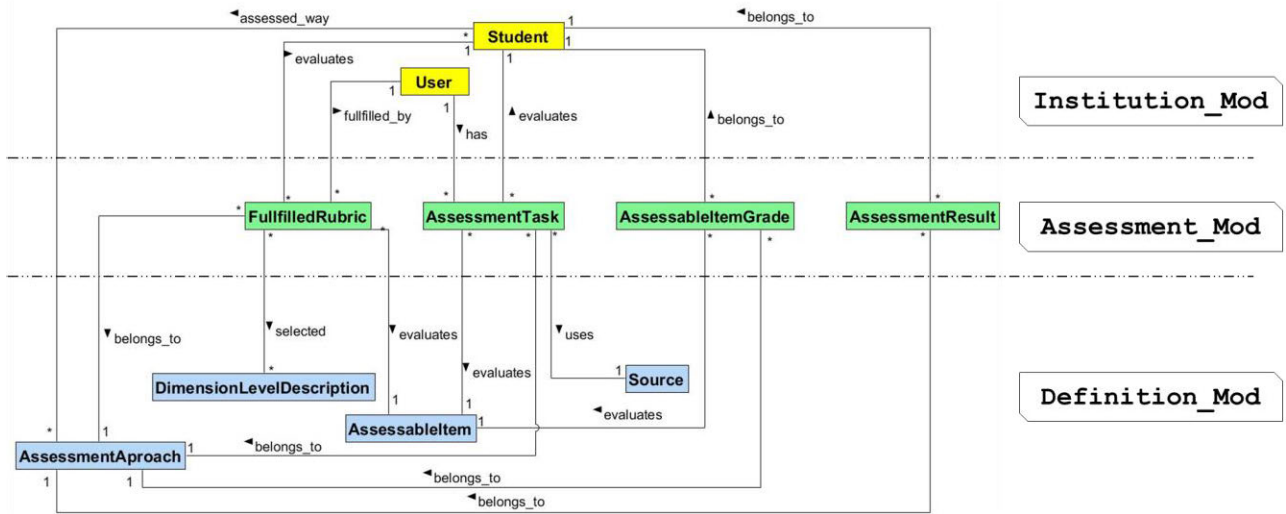 ◄assessed_way
1
1
◄belongs_to
Student
*
1
1
1
►evaluates
User
1
1
Institution_Mod
►fullfilled_by
▼has
▲evaluates
▲belongs_to
*
*
*
*
*
*
*
FullfilledRubric
AssessmentTask
AssessableItemGrade
AssessmentResult
Assessment_Mod
*
*
*
*
*
*
*
*
▼belongs_to
▼selected
▼evaluates
▼uses
*
1
Source
DimensionLevelDescription
▼evaluates
Definition_Mod
1
1
◄evaluates
AssessableItem
1
*
1
1
◄belongs_to
AssessmentAproach
1
1
◄belongs_to
◄belongs_to